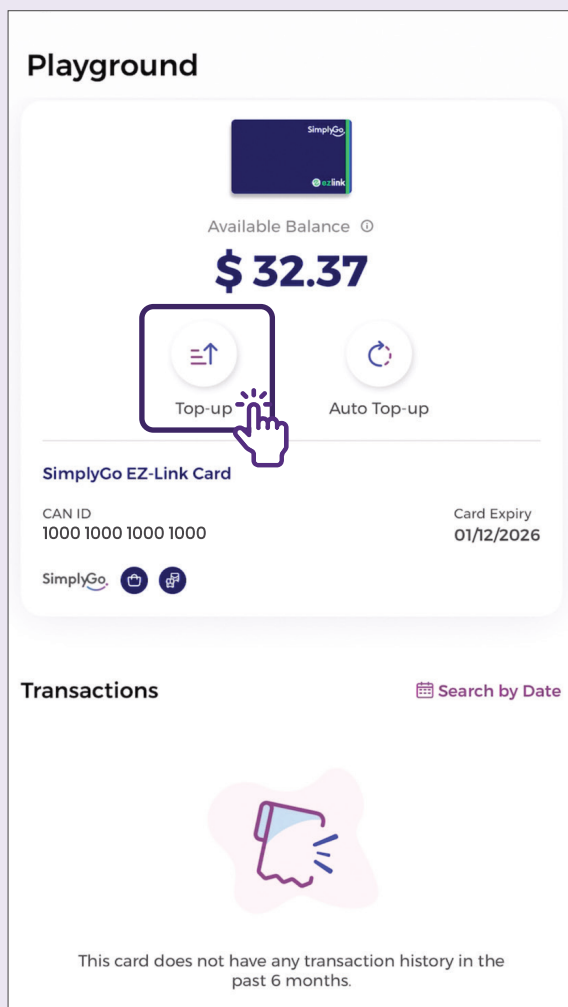 Playground
SimplyGo
ezlink
Available Balance
$ 32.37
Top-up
Auto Top-up
SimplyGo EZ-Link Card
CAN ID
Card Expiry
1000 1000 1000 1000
01/12/2026
SimplyGo.
Transactions
Search by Date
This card does not have any transaction history in the
past 6 months.